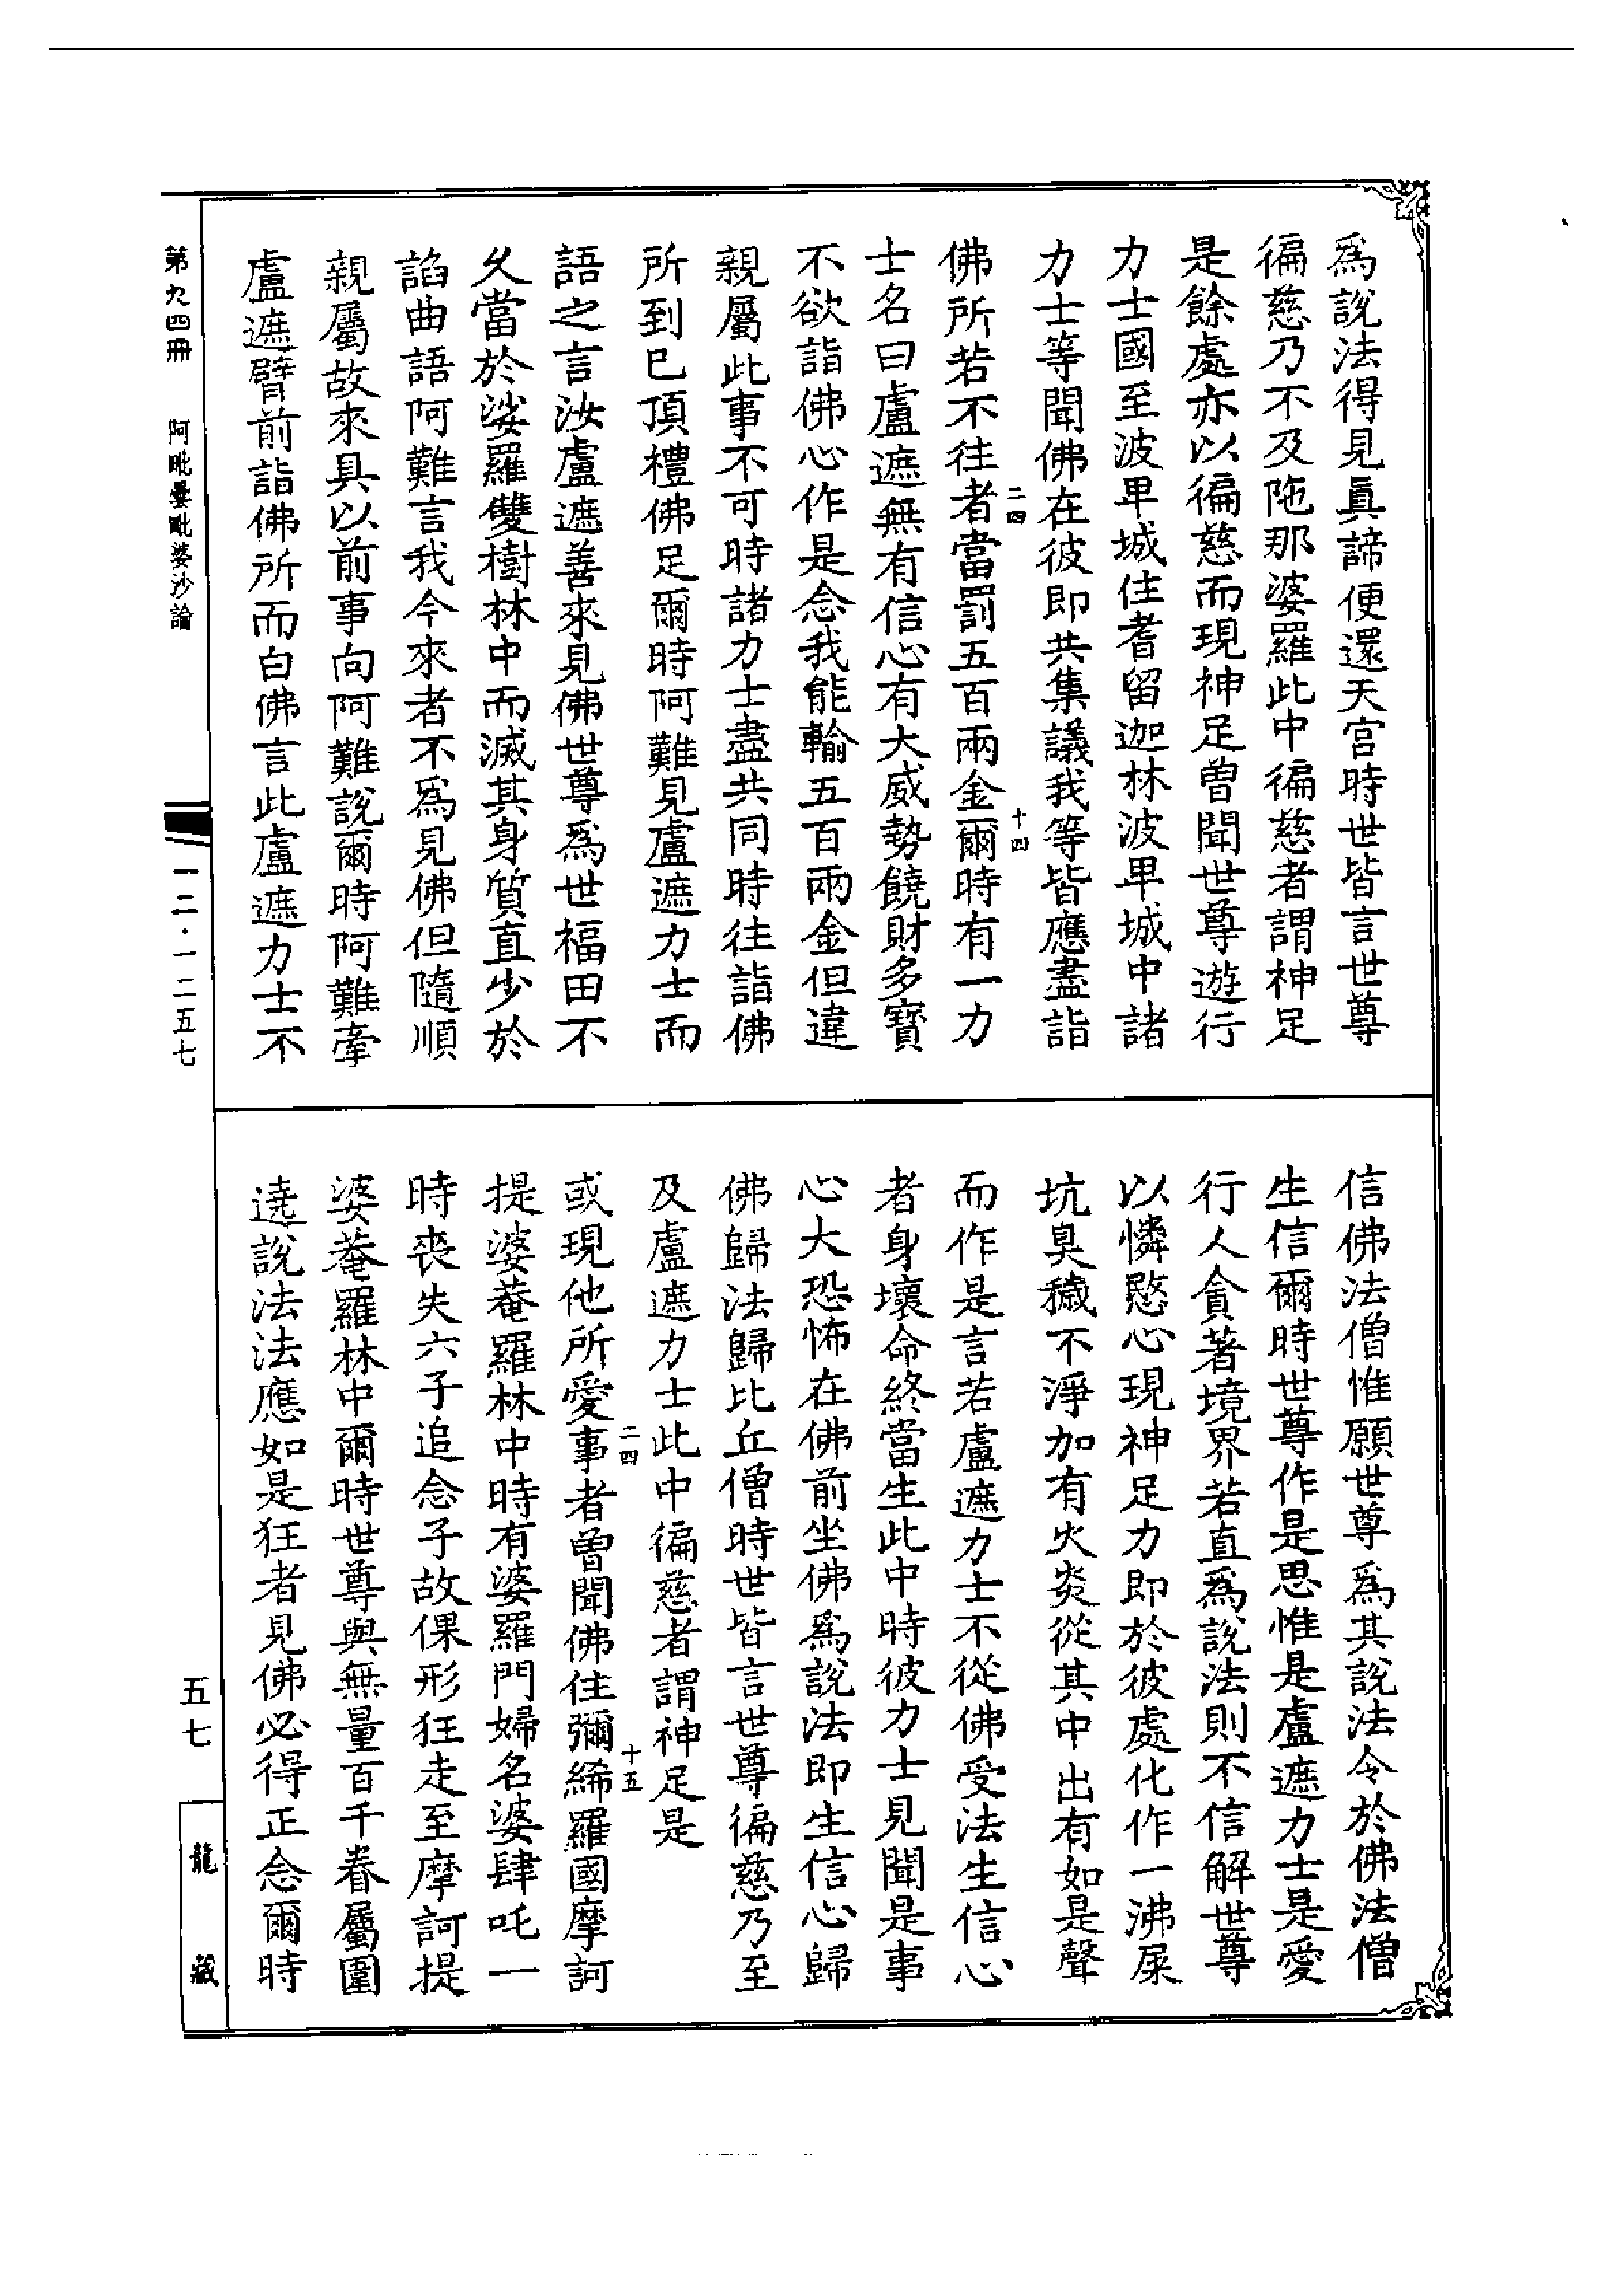 為說法得見眞諦便還天宮時世皆言世尊
徧慈乃不及陁那婆羅此中徧慈者謂神足
是餘處亦以徧慈而現神足曽聞世尊遊行
力士國至波卑城住耆留迦林波卑城中諸
力士等聞佛在彼即共集議我等皆應盡詣
佛所若不往者當罰五百兩金爾時有一力
二四
十四
士名曰盧遮無有信心有大威勢饒財多寳
不欲詣佛心作是念我能輸五百兩金但違
親屬此事不可時諸力士盡共同時往詣佛
所到已頂禮佛足爾時阿難見盧遮力士而
語之言汝盧遮善來見佛世尊為世福田不
久當於娑羅雙樹林中而滅其身質直少於
諂曲語阿難言我今來者不為見佛但隨順
親屬故來具以前事向阿難說爾時阿難牽
盧遮臂前詣佛所而白佛言此盧遮力士不
信佛法僧惟願世尊為其說法令於佛法僧
生信爾時世尊作是思惟是盧遮力士是愛
行人貪著境界若直為說法則不信解世尊
以憐愍心現神足力即於彼處化作一沸屎
坑臭穢不淨加有火炎從其中出有如是聲
而作是言若盧遮力士不從佛受法生信心
者身壞命終當生此中時彼力士見聞是事
心大恐怖在佛前坐佛為說法即生信心歸
佛歸法歸比丘僧時世皆言世尊徧慈乃至
及盧遮力士此中徧慈者謂神足是
或現他所愛事者曽聞佛住彌絺羅國摩訶
二四
十五
提婆菴羅林中時有婆羅門婦名婆肆吒一
時喪失六子追念子故倮形狂走至摩訶提
婆菴羅林中爾時世尊與無量百千眷屬圍
遶說法法應如是狂者見佛必得正念爾時
第九四冊　阿毗曇毗婆沙論
一二·一二五七
五七
龍藏